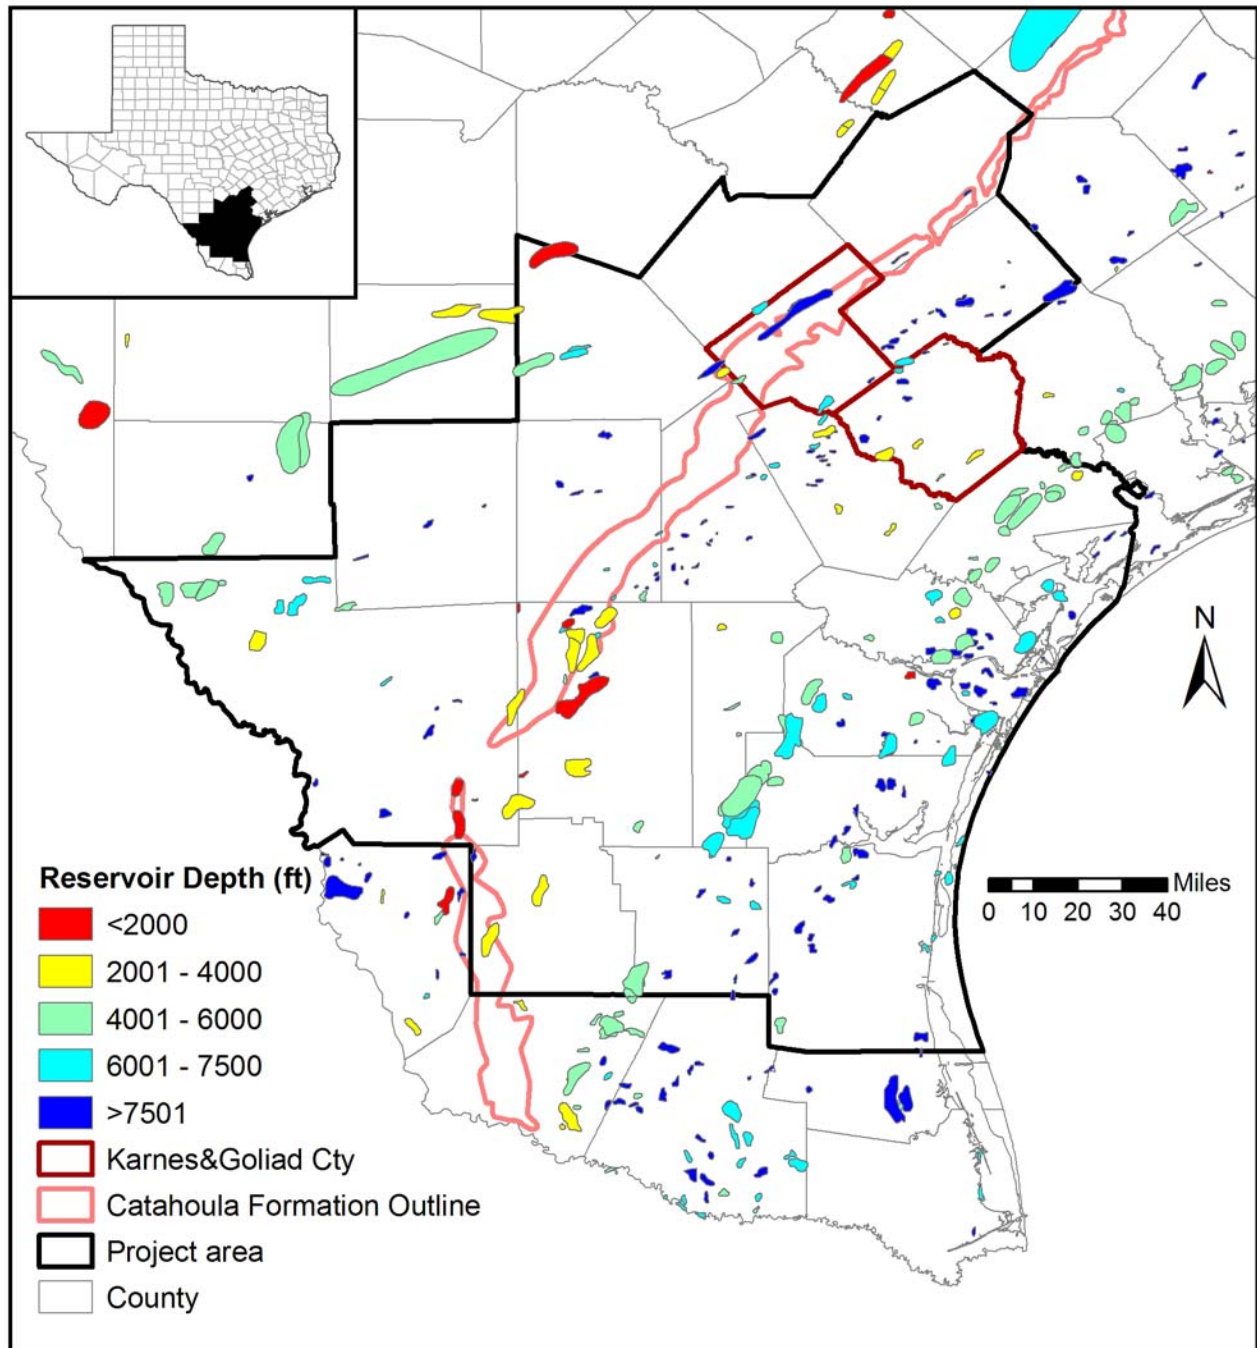 N
Miles
0 10 20 30 40
Reservoir Depth (ft)
<2000
2001 - 4000
4001 - 6000
6001 - 7500
>7501
Karnes&Goliad Cty
Catahoula Formation Outline
Project area
County